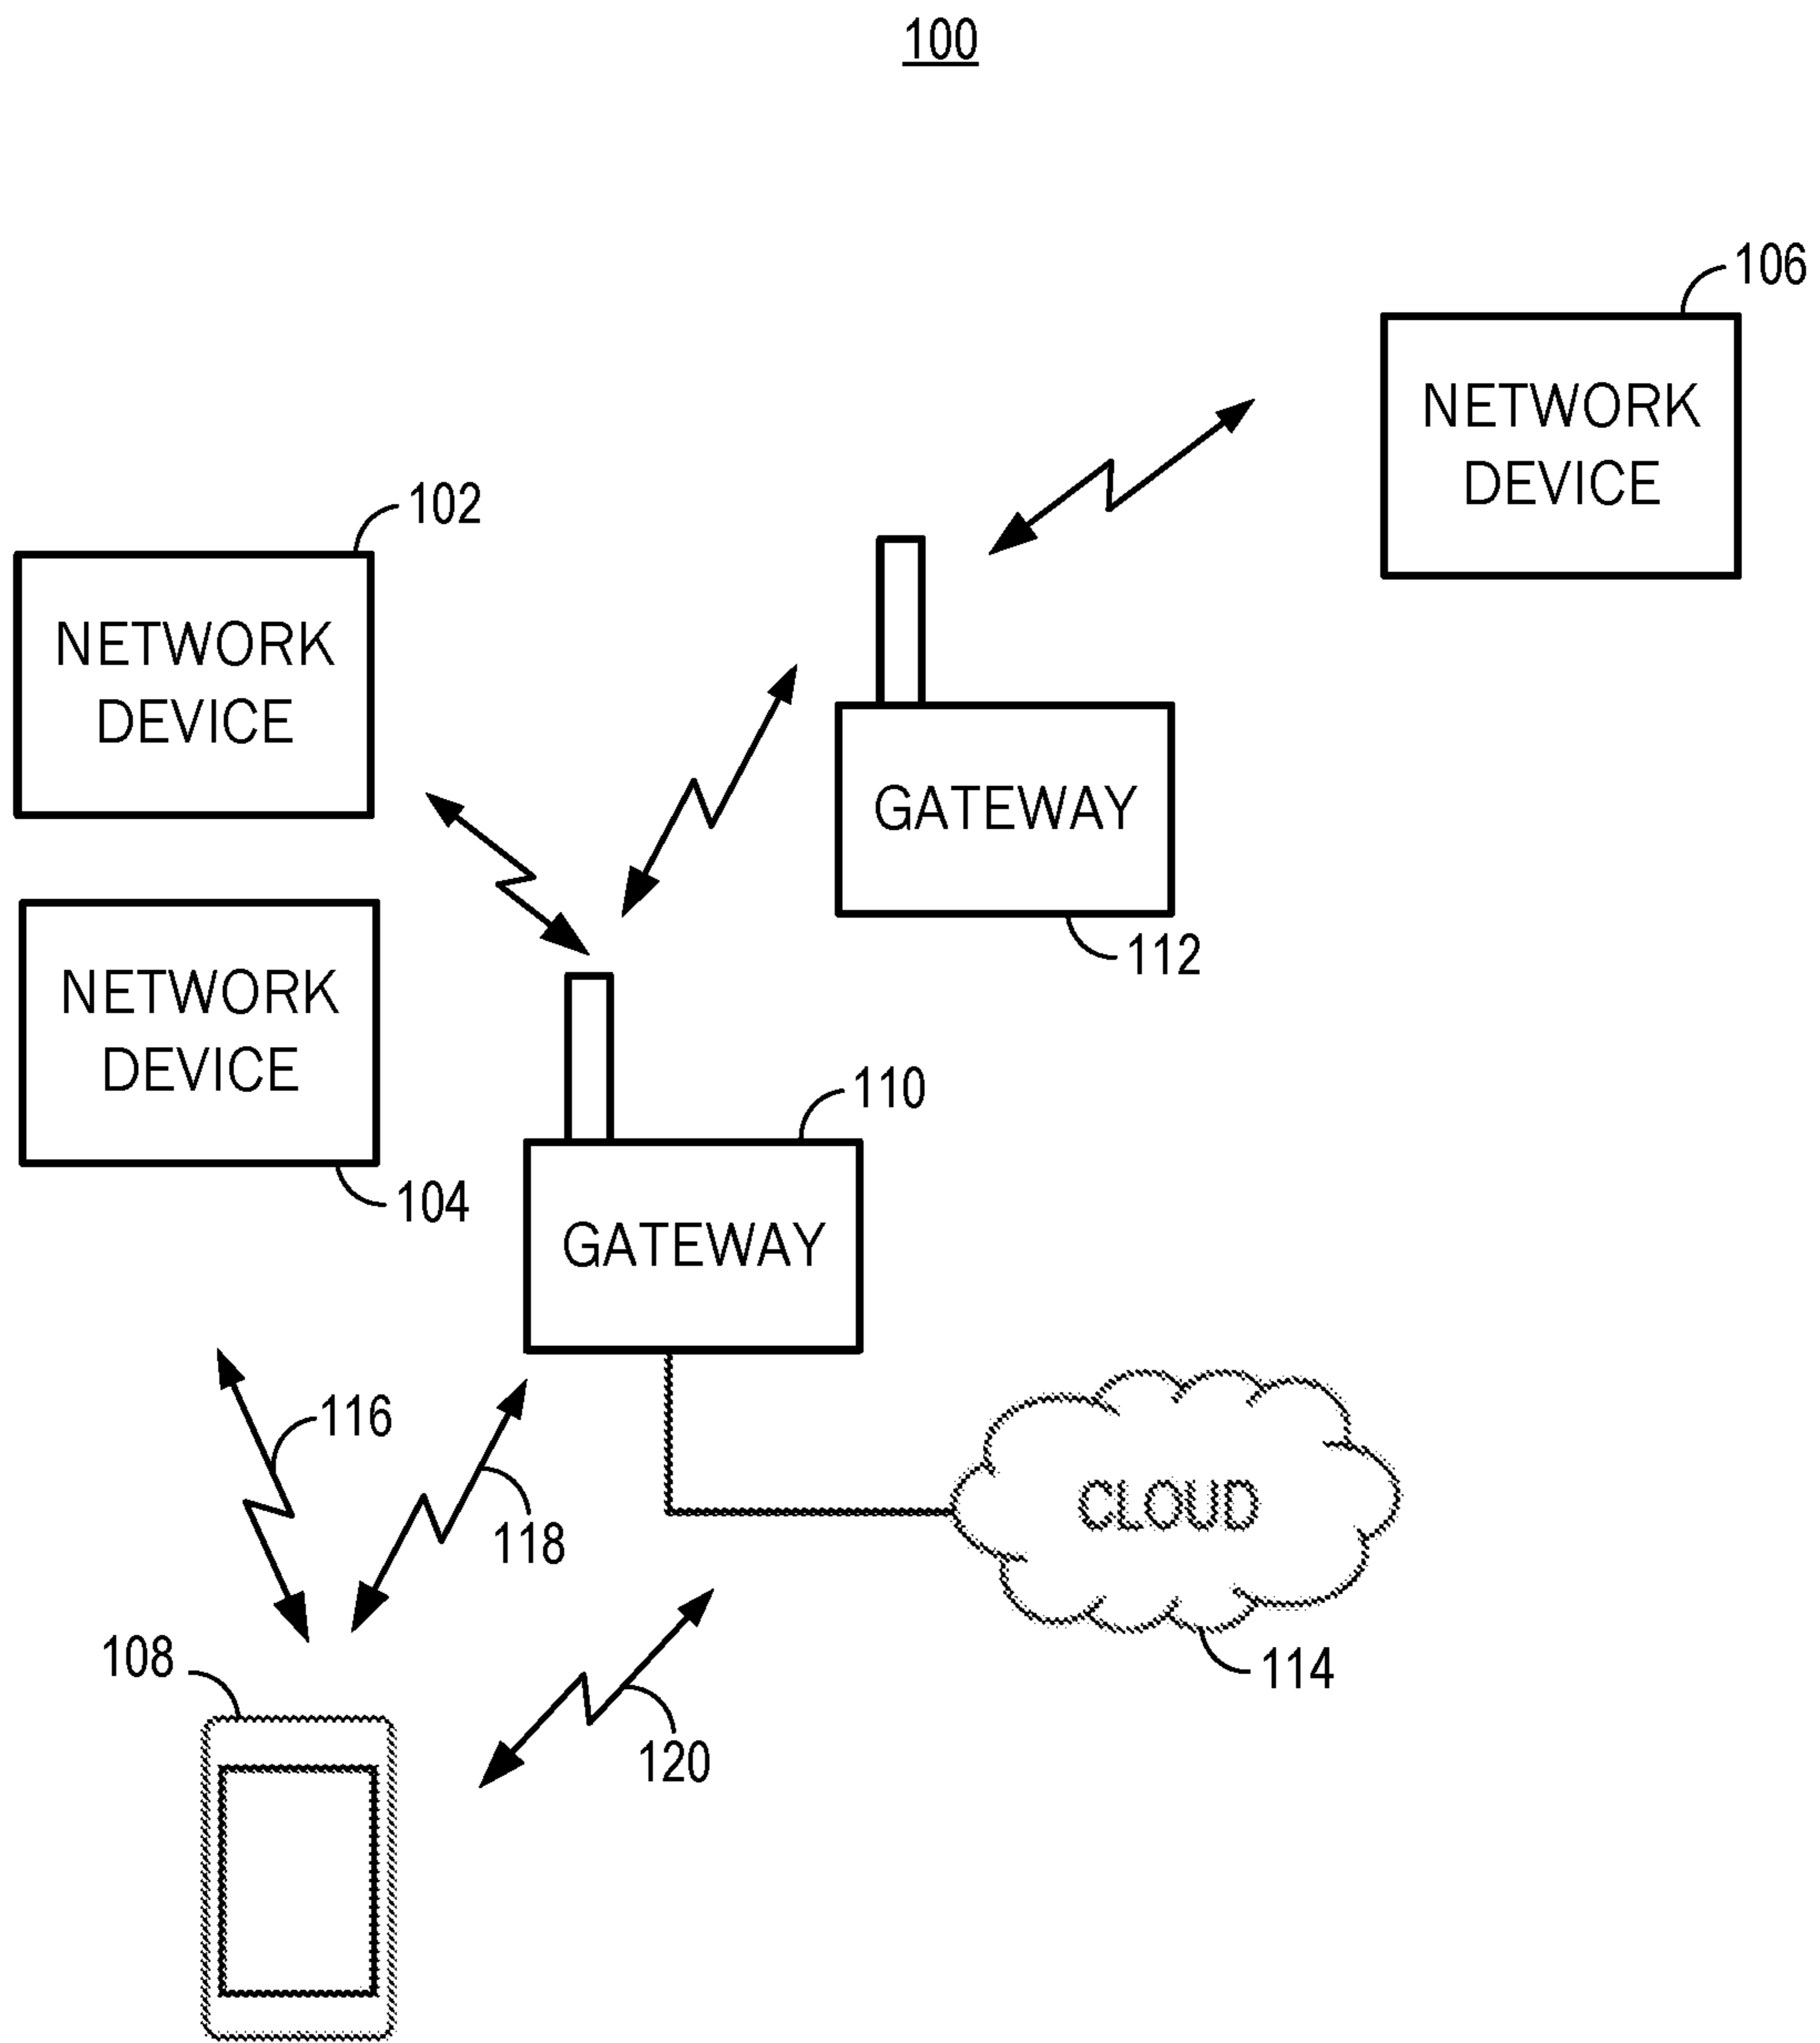 100
106
NETWORK
DEVICE
102
NETWORK
DEVICE
GATEWAY
112
NETWORK
DEVICE
104
110
GATEWAY
116
118
CLOUD
114
108
120